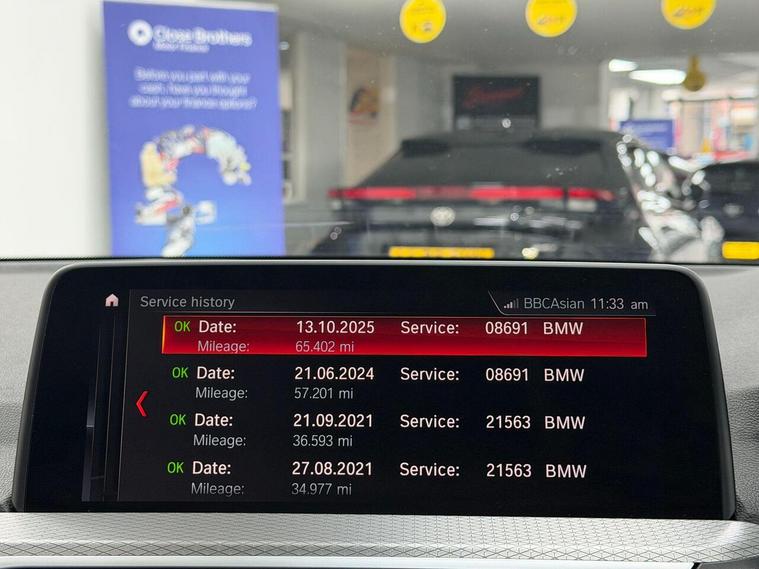 Close Brothers
Motor Finance
Before you part with your
cash, have you thought
about your finance options?
Service history
BBCAsian 11:33 am
OK Date: 13.10.2025 Service: 08691 BMW
Mileage: 65.402 mi
OK Date: 21.06.2024 Service: 08691 BMW
Mileage: 57.201 mi
OK Date: 21.09.2021 Service: 21563 BMW
Mileage: 36.593 mi
OK Date: 27.08.2021 Service: 21563 BMW
Mileage: 34.977 mi